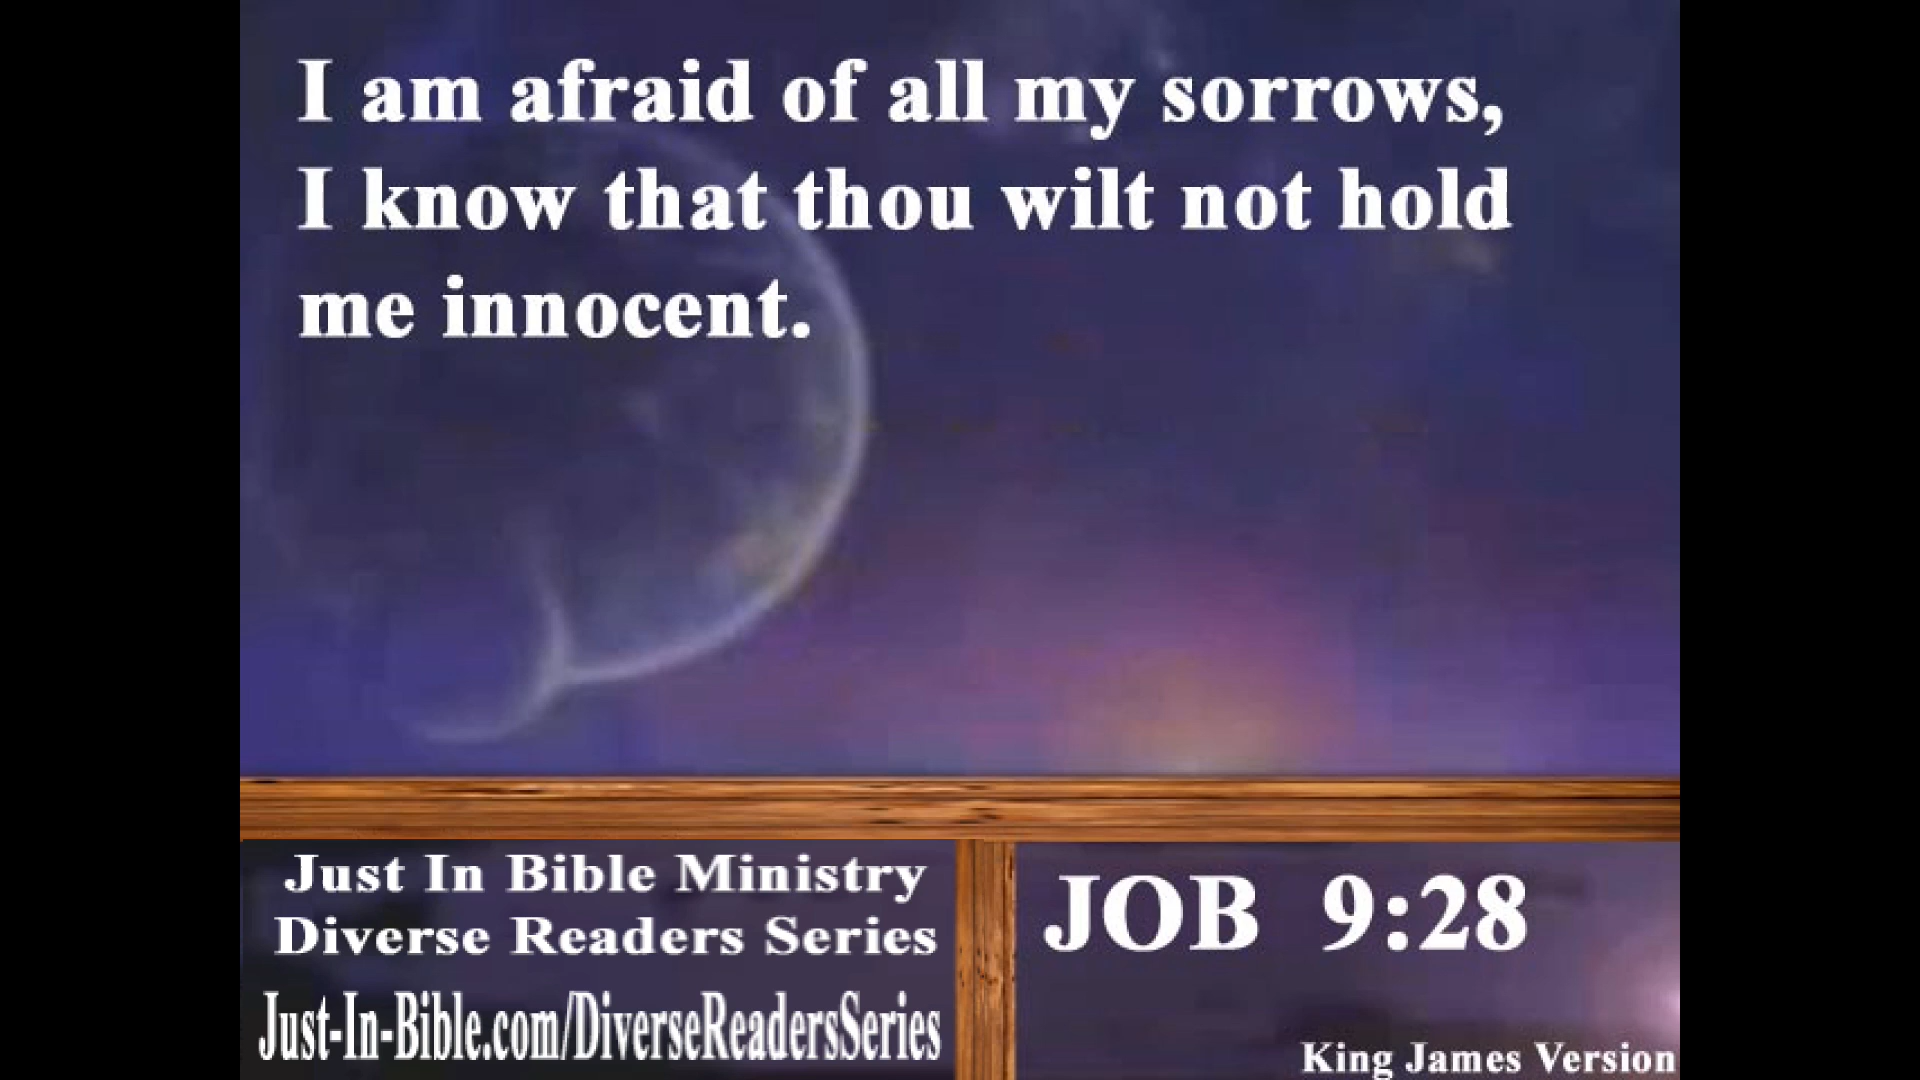 I am afraid of all my sorrows,
I know that thou wilt not hold
me innocent.
Just In Bible Ministry
Diverse Readers Series
Just-In-Bible.com/DiverseReadersSeries
JOB 9:28
King James Version